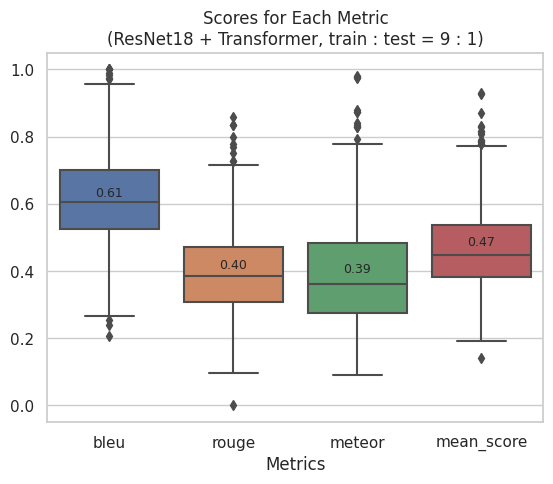 Scores for Each Metric
(ResNet18 + Transformer, train : test = 9 : 1)
1.0
0.8
0.6
0.4
0.2
0.0
0.61
0.40
0.39
0.47
bleu
rouge
meteor
mean_score
Metrics